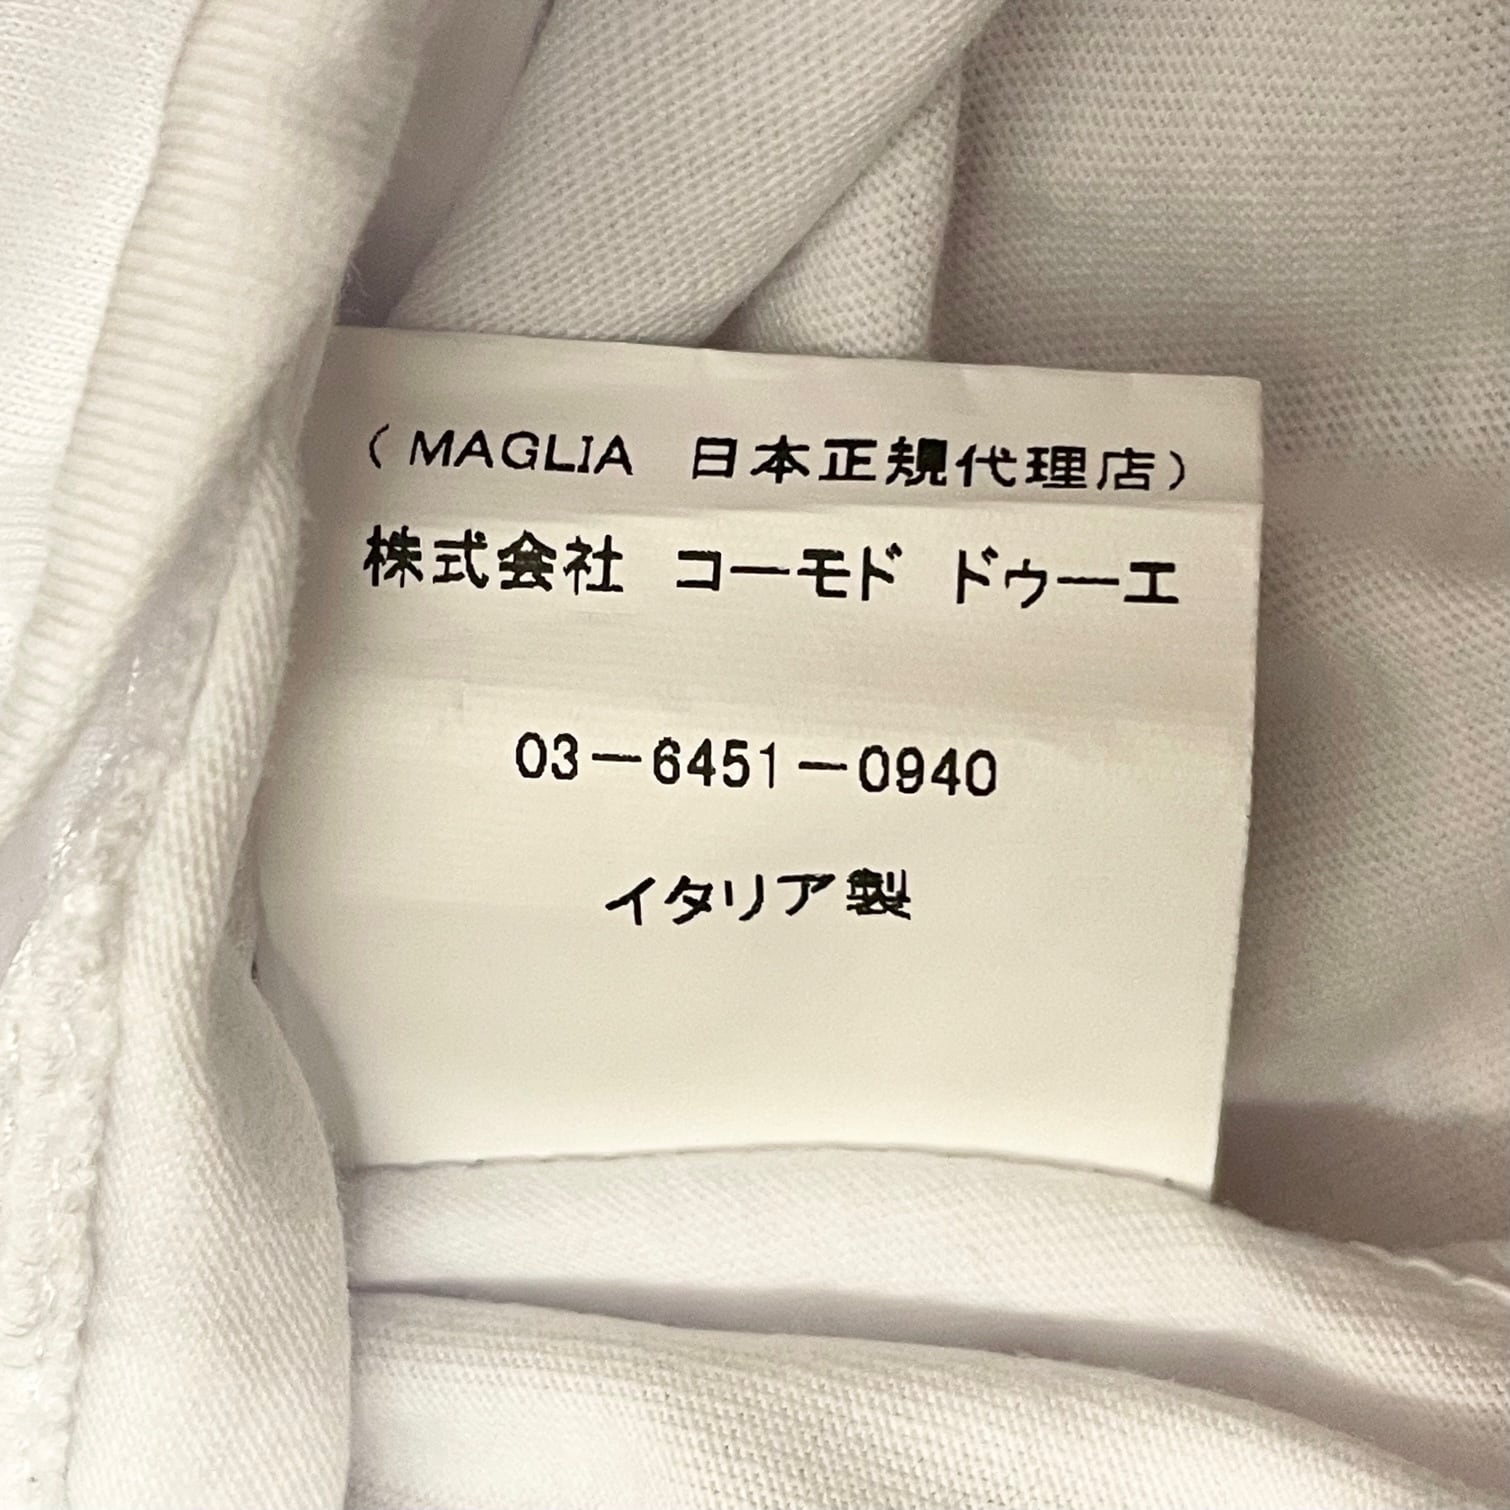 （MAGLIA 日本正規代理店）
株式会社 コーモド ドゥーエ
03−6451−0940
イタリア製